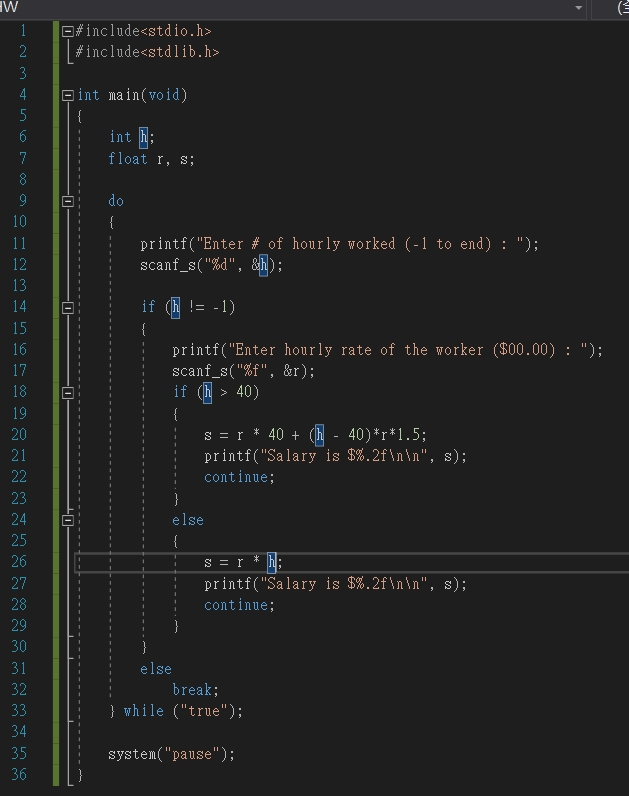 HW
1 #include<stdio.h>
2 #include<stdlib.h>
3
4 int main(void)
5 {
6 int h;
7 float r, s;
8
9 do
10 {
11 printf("Enter # of hourly worked (-1 to end) : ");
12 scanf_s("%d", &h);
13
14 if (h != -1)
15 {
16 printf("Enter hourly rate of the worker ($00.00) : ");
17 scanf_s("%f", &r);
18 if (h > 40)
19 {
20 s = r * 40 + (h - 40)*r*1.5;
21 printf("Salary is $%.2f\n\n", s);
22 continue;
23 }
24 else
25 {
26 s = r * h;
27 printf("Salary is $%.2f\n\n", s);
28 continue;
29 }
30 }
31 else
32 break;
33 } while ("true");
34
35 system("pause");
36 }